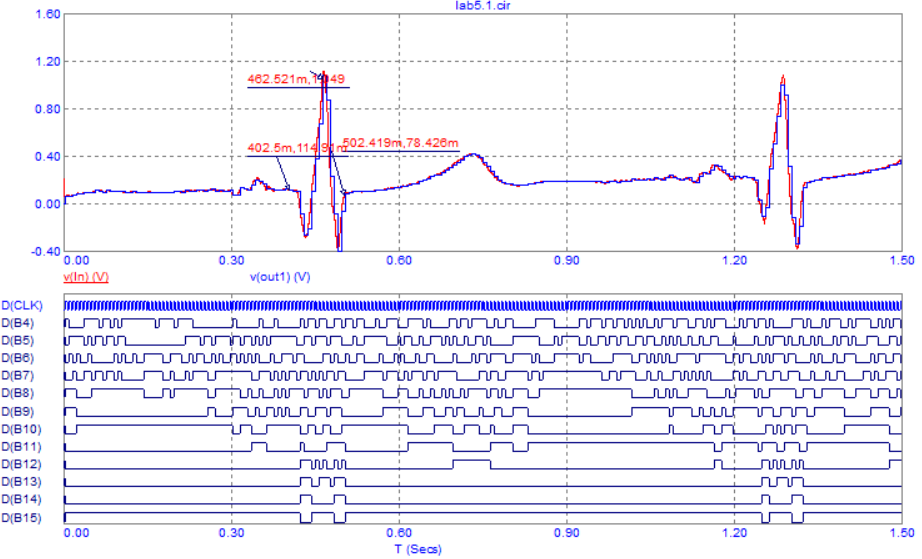 lab5.1.cir
1.60
1.20
462.521m,1.149
0.80
402.5m,114.91m
502.419m,78.426m
0.40
0.00
-0.40
0.00 0.30 0.60 0.90 1.20 1.50
v(In) (V) v(out1) (V)
D(CLK)
D(B4)
D(B5)
D(B6)
D(B7)
D(B8)
D(B9)
D(B10)
D(B11)
D(B12)
D(B13)
D(B14)
D(B15)
0.00 0.30 0.60 0.90 1.20 1.50
T (Secs)